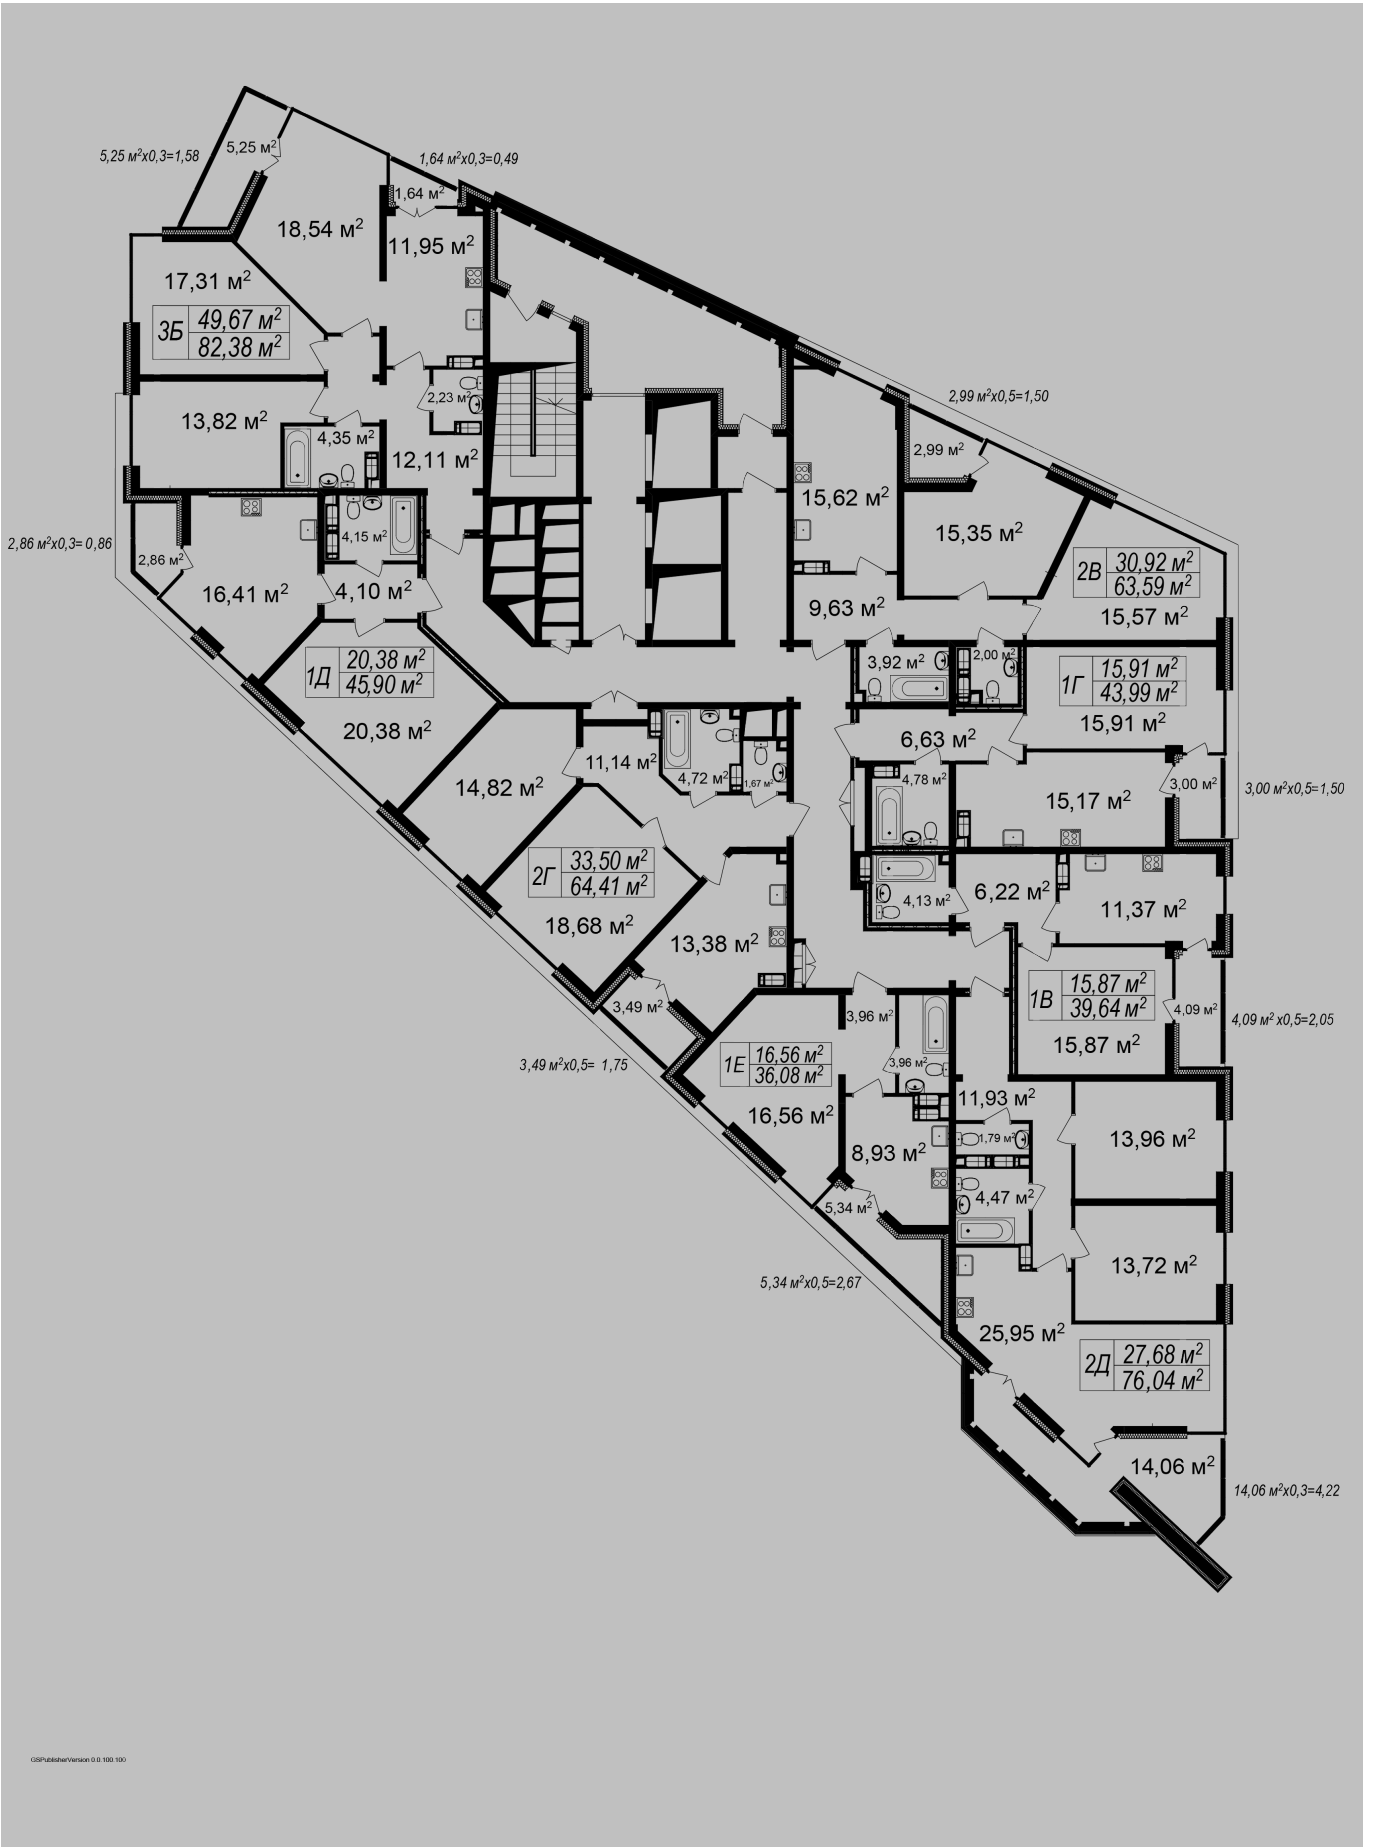 5,25 м²
5,25 м²х0,3=1,58
1,64 м²х0,3=0,49
1,64 м²
18,54 м²
11,95 м²
17,31 м²
3Б
49,67 м²
82,38 м²
2,23 м²
13,82 м²
4,35 м²
12,11 м²
2,99 м²х0,5=1,50
2,99 м²
15,62 м²
15,35 м²
4,15 м²
2,86 м²х0,3= 0,86
2,86 м²
16,41 м²
4,10 м²
2В
30,92 м²
63,59 м²
9,63 м²
15,57 м²
1Д
20,38 м²
45,90 м²
3,92 м²
2,00 м²
1Г
15,91 м²
43,99 м²
20,38 м²
15,91 м²
6,63 м²
11,14 м²
4,72 м²
1,67 м²
14,82 м²
4,78 м²
15,17 м²
3,00 м²
3,00 м²х0,5=1,50
2Г
33,50 м²
64,41 м²
4,13 м²
6,22 м²
11,37 м²
18,68 м²
13,38 м²
1В
15,87 м²
39,64 м²
3,49 м²
3,96 м²
4,09 м²
4,09 м² х0,5=2,05
15,87 м²
3,49 м²х0,5= 1,75
1Е
16,56 м²
36,08 м²
3,96 м²
11,93 м²
16,56 м²
1,79 м²
13,96 м²
8,93 м²
4,47 м²
5,34 м²
13,72 м²
5,34 м²х0,5=2,67
25,95 м²
2Д
27,68 м²
76,04 м²
14,06 м²
14,06 м²х0,3=4,22
GSPublisherVersion 0.0.100.100